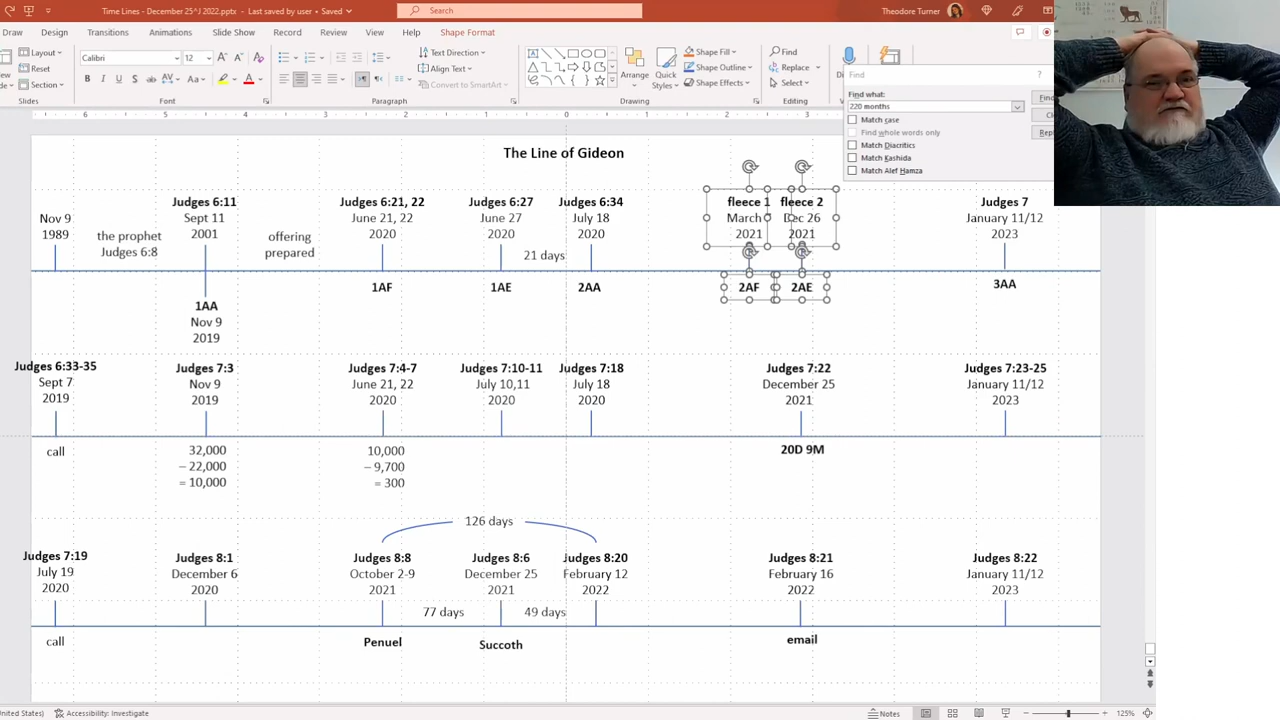 Time Lines - December 25^J 2022.pptx - Last saved by user • Saved
Search
Theodore Turner
Draw Design Transitions Animations Slide Show Record Review View Help Shape Format
Layout
Reset
Section
Slides
Calibri 12
Font
Paragraph
Text Direction
Align Text
Convert to SmartArt
Arrange
Quick
Styles
Shape Fill
Shape Outline
Shape Effects
Drawing
Find
Replace
Select
Editing
Find
Find what:
220 months
Match case
Find whole words only
Match Diacritics
Match Kashida
Match Alef Hamza
6 5 4 3 2 1 0 1 2 3
The Line of Gideon
Nov 9
1989
the prophet
Judges 6:8
Judges 6:11
Sept 11
2001
offering
prepared
Judges 6:21, 22
June 21, 22
2020
Judges 6:27
June 27
2020
21 days
Judges 6:34
July 18
2020
fleece 1
March
2021
fleece 2
Dec 26
2021
Judges 7
January 11/12
2023
1AA
Nov 9
2019
1AF
1AE
2AA
2AF
2AE
3AA
Judges 6:33-35
Sept 7
2019
Judges 7:3
Nov 9
2019
Judges 7:4-7
June 21, 22
2020
Judges 7:10-11
July 10,11
2020
Judges 7:18
July 18
2020
Judges 7:22
December 25
2021
Judges 7:23-25
January 11/12
2023
call
32,000
– 22,000
= 10,000
10,000
– 9,700
= 300
20D 9M
126 days
Judges 7:19
July 19
2020
Judges 8:1
December 6
2020
Judges 8:8
October 2-9
2021
Judges 8:6
December 25
2021
Judges 8:20
February 12
2022
Judges 8:21
February 16
2022
Judges 8:22
January 11/12
2023
77 days
49 days
call
Penuel
Succoth
email
United States)
Accessibility: Investigate
Notes
125%